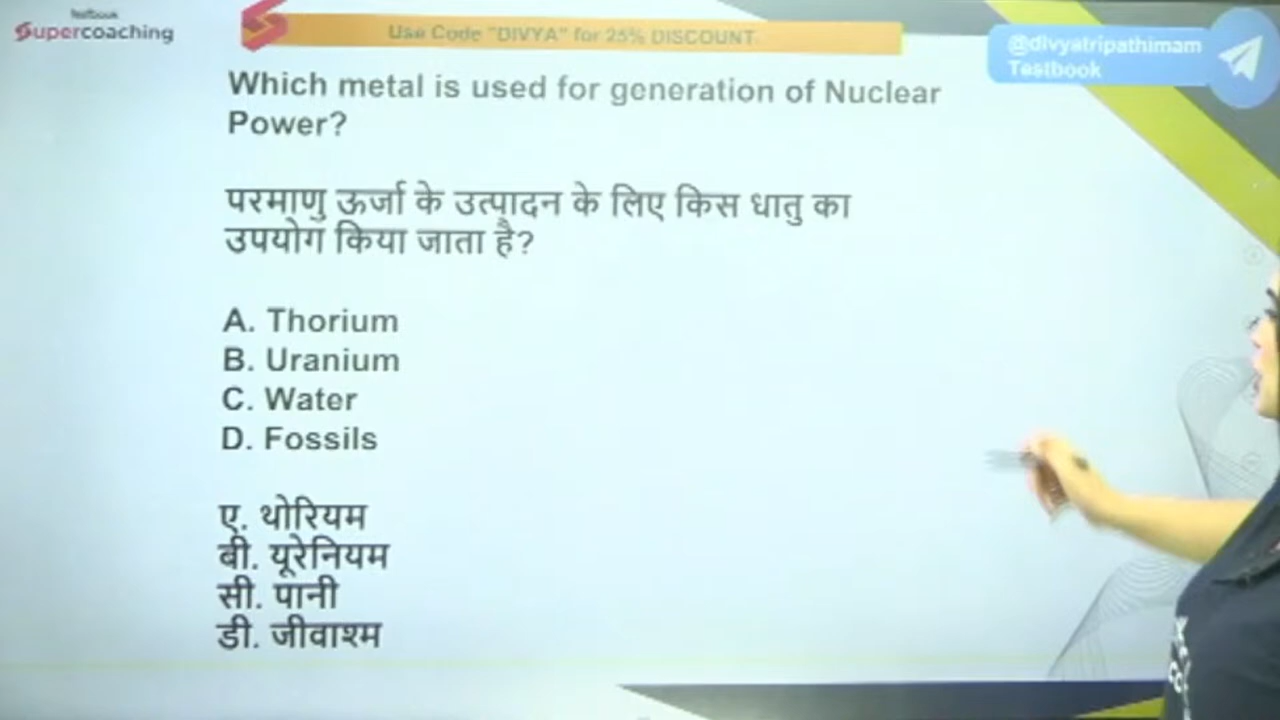 testbook
Supercoaching
Use Code "DIVYA" for 25% DISCOUNT
@divyatripathimam
Testbook
Which metal is used for generation of Nuclear
Power?
परमाणु ऊर्जा के उत्पादन के लिए किस धातु का
उपयोग किया जाता है?
A. Thorium
B. Uranium
C. Water
D. Fossils
ए. थोरियम
बी. यूरेनियम
सी. पानी
डी. जीवाश्म